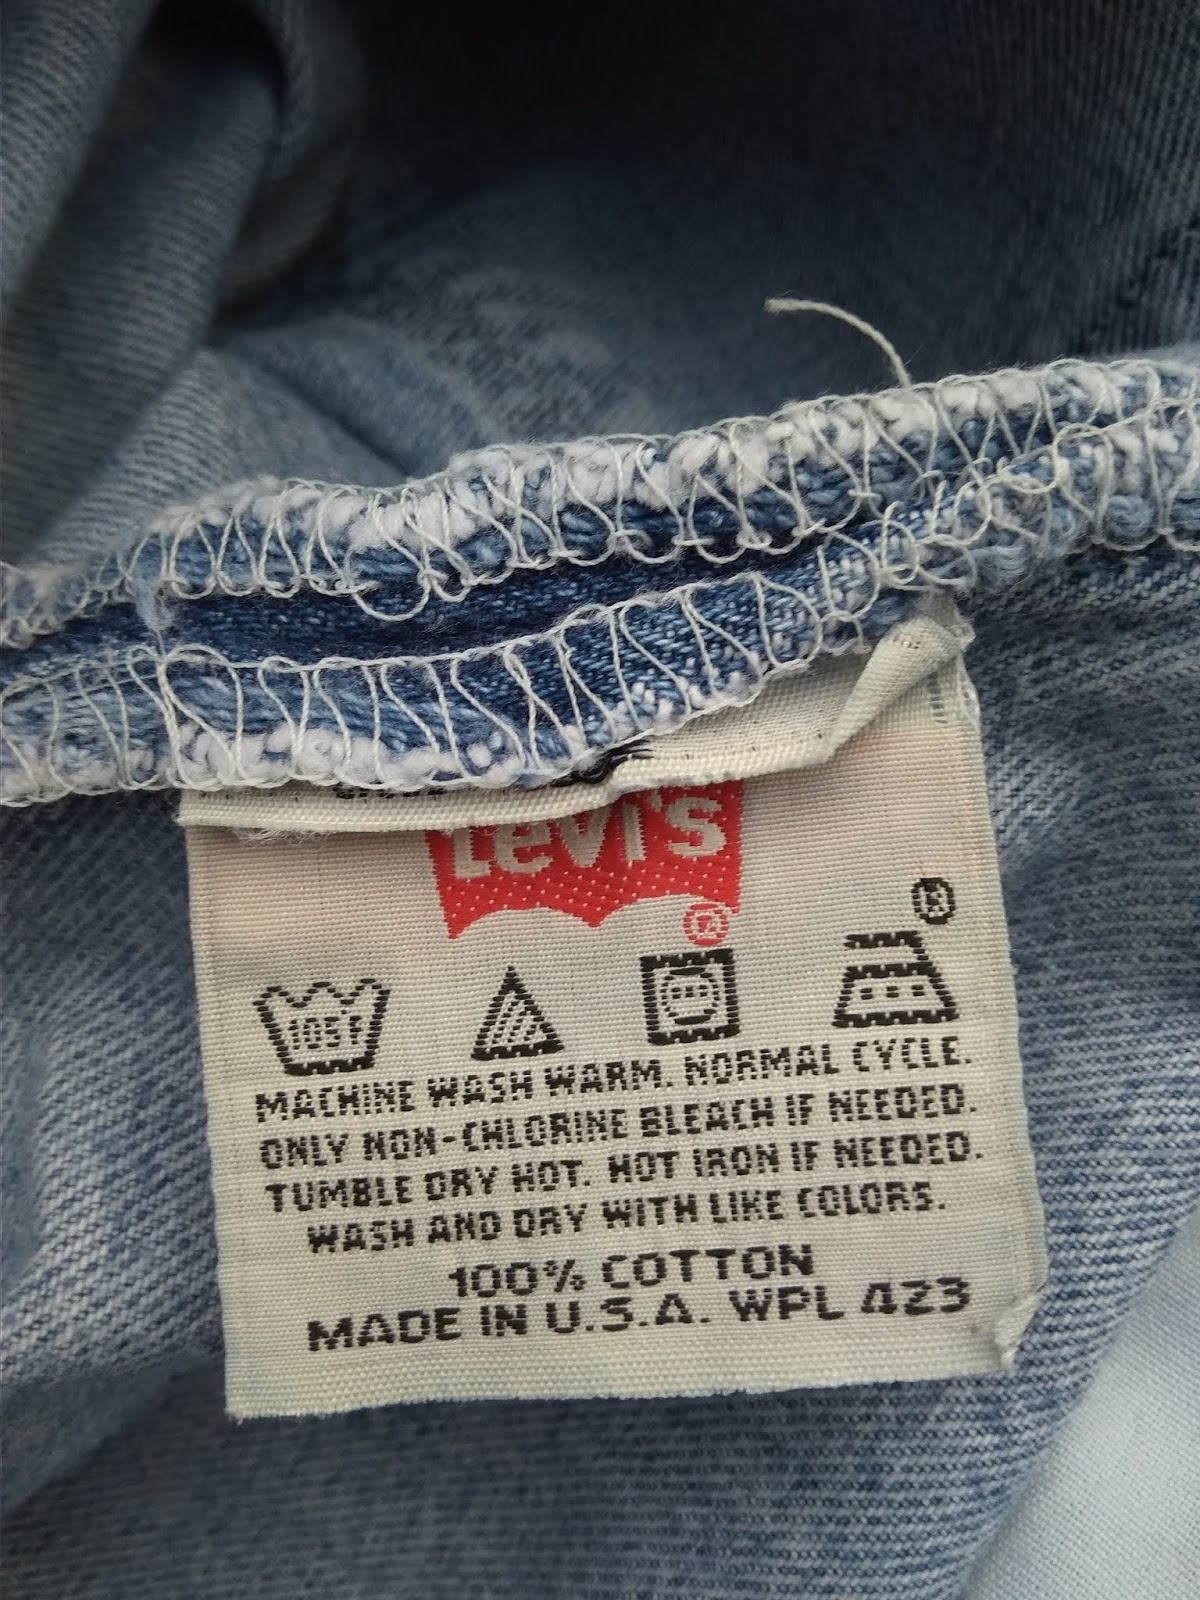 Levi's
®
®
105F
MACHINE WASH WARM. NORMAL CYCLE.
ONLY NON-CHLORINE BLEACH IF NEEDED.
TUMBLE DRY HOT. HOT IRON IF NEEDED.
WASH AND DRY WITH LIKE COLORS.
100% COTTON
MADE IN U.S.A. WPL 423